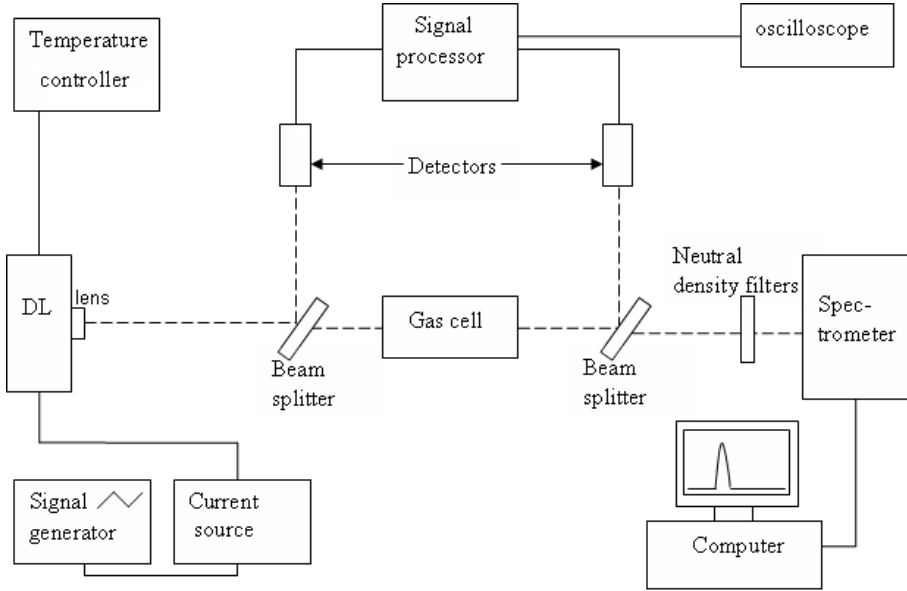 Temperature
controller
Signal
processor
oscilloscope
Detectors
DL
lens
Beam
splitter
Gas cell
Beam
splitter
Neutral
density filters
Spec-
trometer
Signal
generator
Current
source
Computer